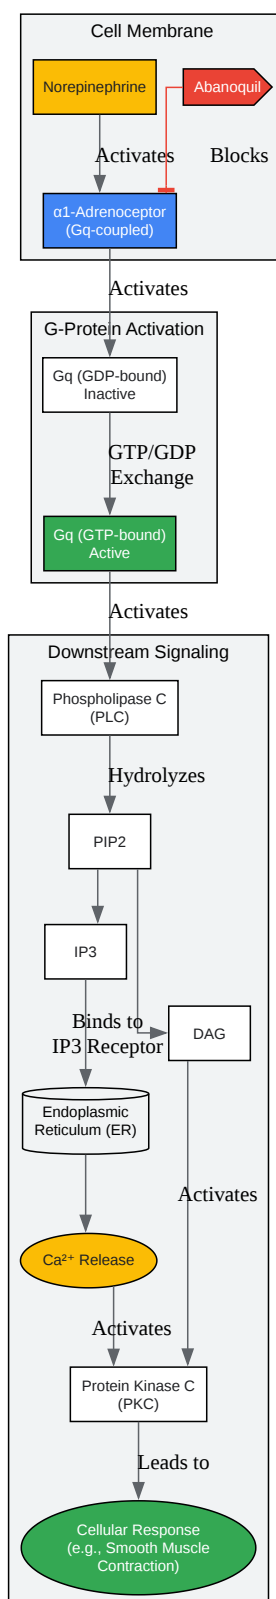 Cell Membrane
Norepinephrine
Abanoquil
Activates
Blocks
α1-Adrenoceptor
(Gq-coupled)
Activates
G-Protein Activation
Gq (GDP-bound)
Inactive
GTP/GDP
Exchange
Gq (GTP-bound)
Active
Activates
Downstream Signaling
Phospholipase C
(PLC)
Hydrolyzes
PIP2
IP3
Binds to
IP3 Receptor
DAG
Endoplasmic
Reticulum (ER)
Activates
Ca²⁺ Release
Activates
Protein Kinase C
(PKC)
Leads to
Cellular Response
(e.g., Smooth Muscle
Contraction)